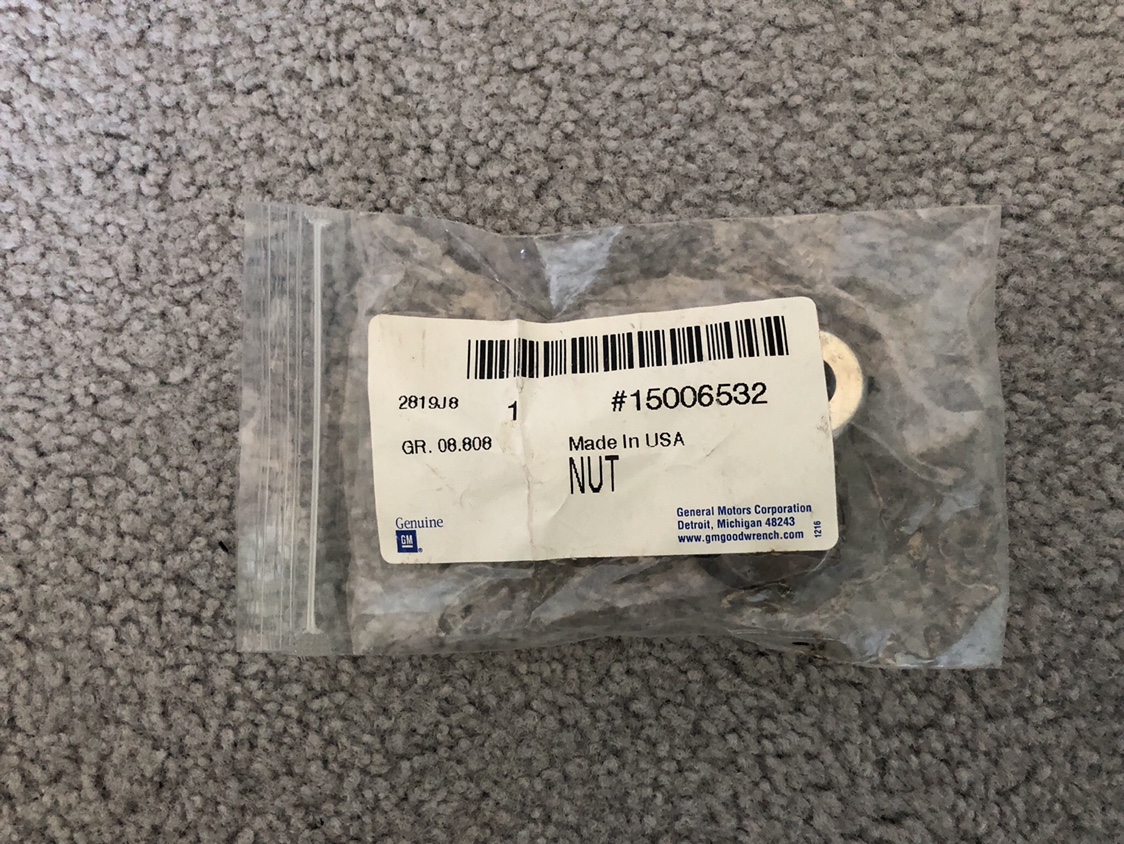 2819J8 1 #15006532
GR. 08.808 Made In USA
NUT
Genuine
GM
General Motors Corporation
Detroit, Michigan 48243
www.gmgoodwrench.com
1216